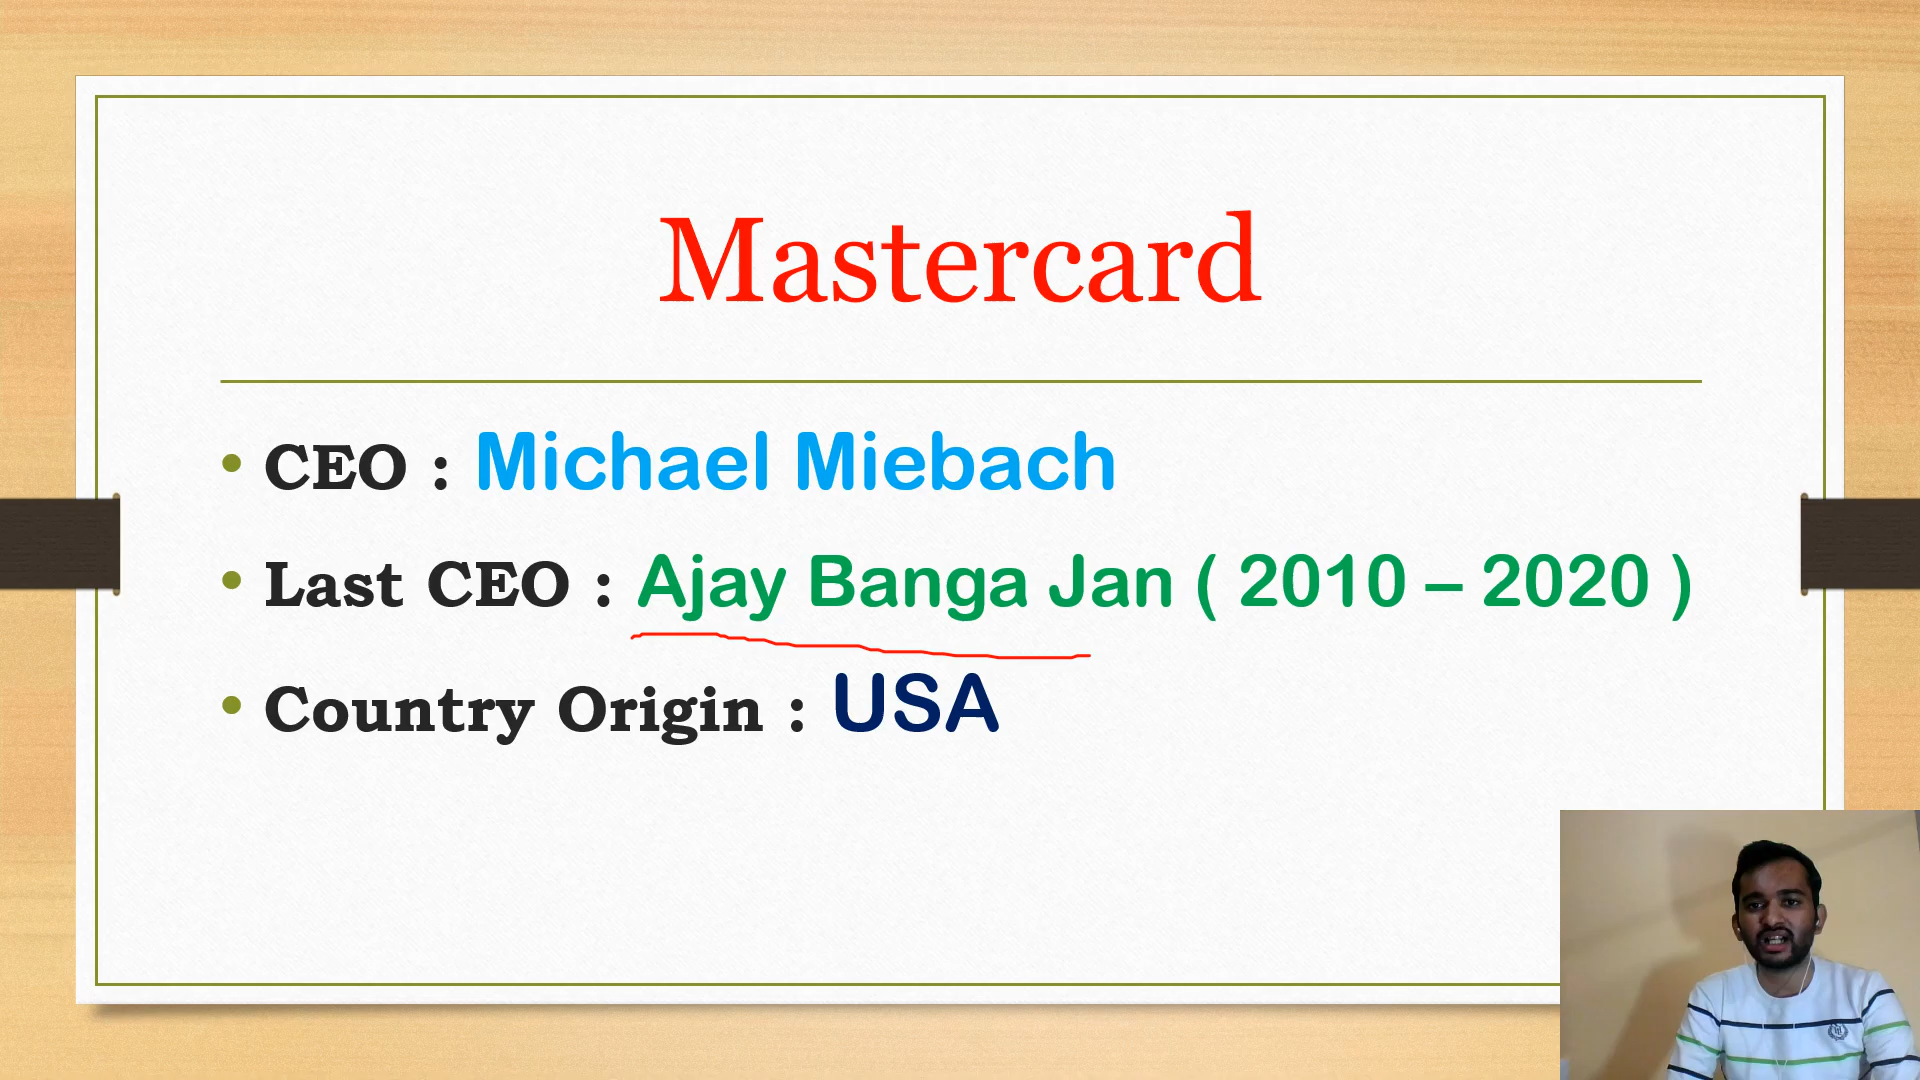 Mastercard
• CEO : Michael Miebach
• Last CEO : Ajay Banga Jan ( 2010 – 2020 )
• Country Origin : USA